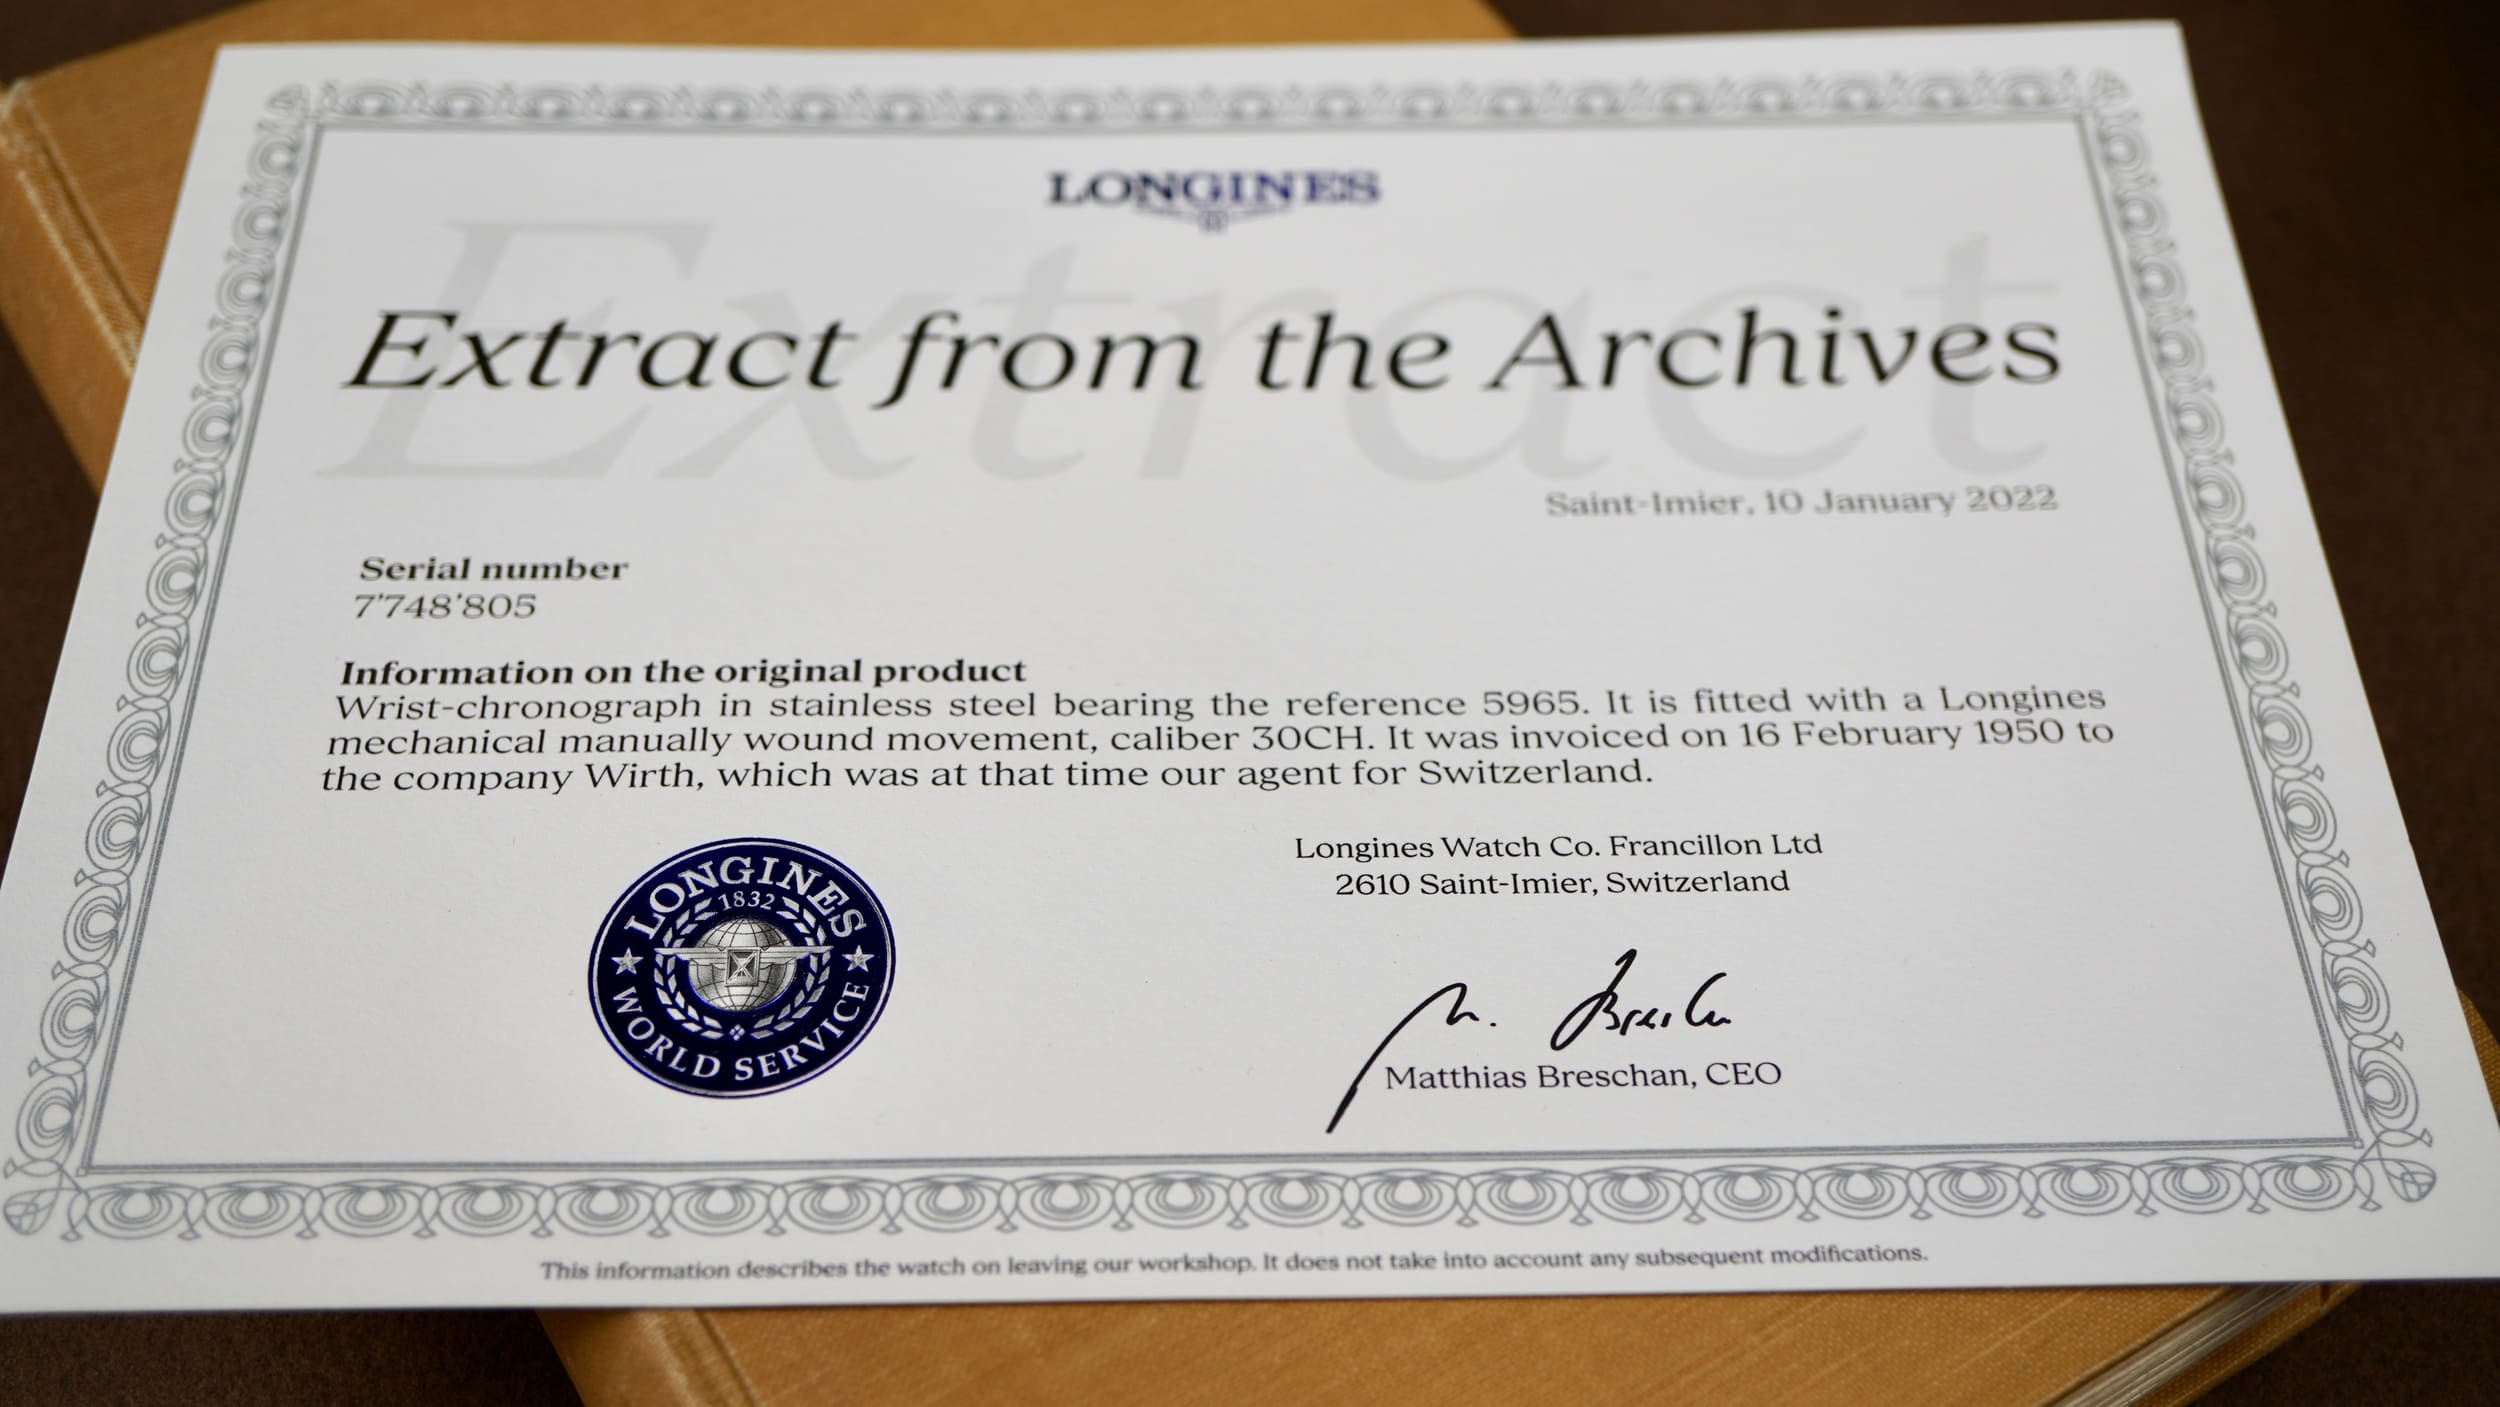 LONGINES
Extract
Extract from the Archives
Saint-Imier, 10 January 2022
Serial number
7'748'805
Information on the original product
Wrist-chronograph in stainless steel bearing the reference 5965. It is fitted with a Longines
mechanical manually wound movement, caliber 30CH. It was invoiced on 16 February 1950 to
the company Wirth, which was at that time our agent for Switzerland.
LONGINES
1832
WORLD SERVICE
Longines Watch Co. Francillon Ltd
2610 Saint-Imier, Switzerland
M. Breschan
Matthias Breschan, CEO
This information describes the watch on leaving our workshop. It does not take into account any subsequent modifications.